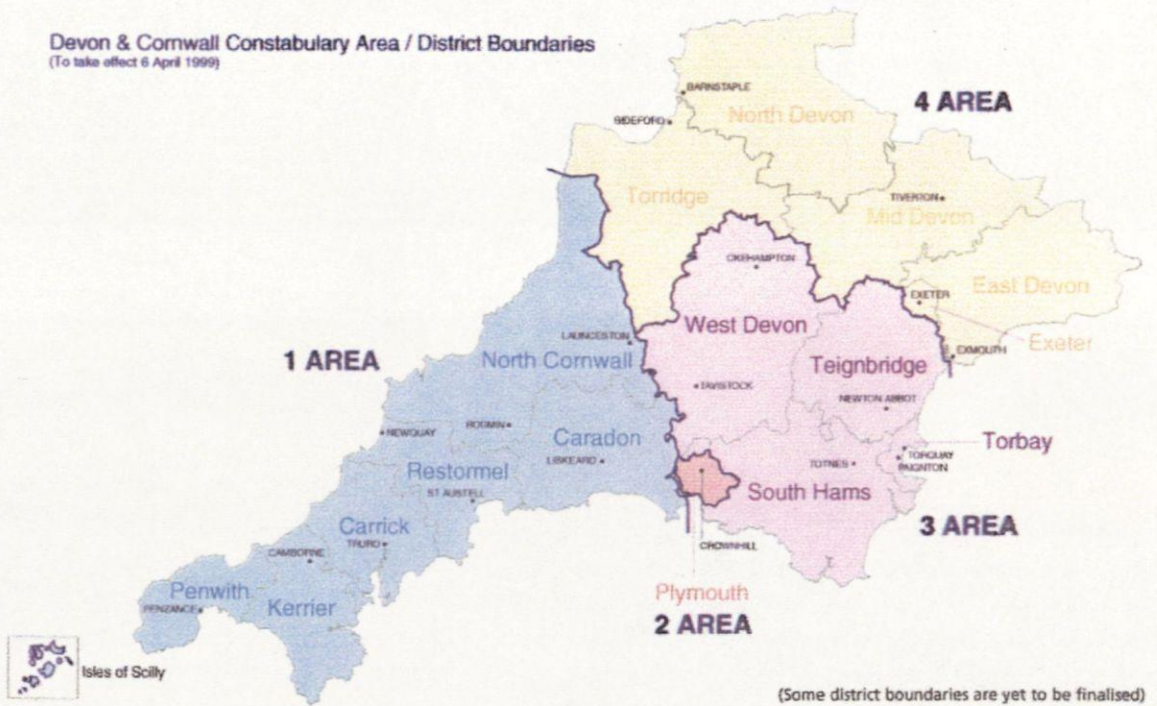 Devon & Cornwall Constabulary Area / District Boundaries
(To take effect 6 April 1999)
BARNSTAPLE
4 AREA
North Devon
BIDEFORD
Torridge
TIVERTON
Mid Devon
OKEHAMPTON
East Devon
EXETER
West Devon
LAUNCESTON
Exeter
EXMOUTH
1 AREA
North Cornwall
Teignbridge
TAVISTOCK
NEWTON ABBOT
NEWQUAY
BODMIN
Caradon
Torbay
TORQUAY
LISKEARD
TOTNES
PAIGNTON
Restormel
ST AUSTELL
South Hams
Carrick
3 AREA
TRURO
CROWNHILL
CAMBORNE
Penwith
Plymouth
PENZANCE
Kerrier
2 AREA
Isles of Scilly
(Some district boundaries are yet to be finalised)